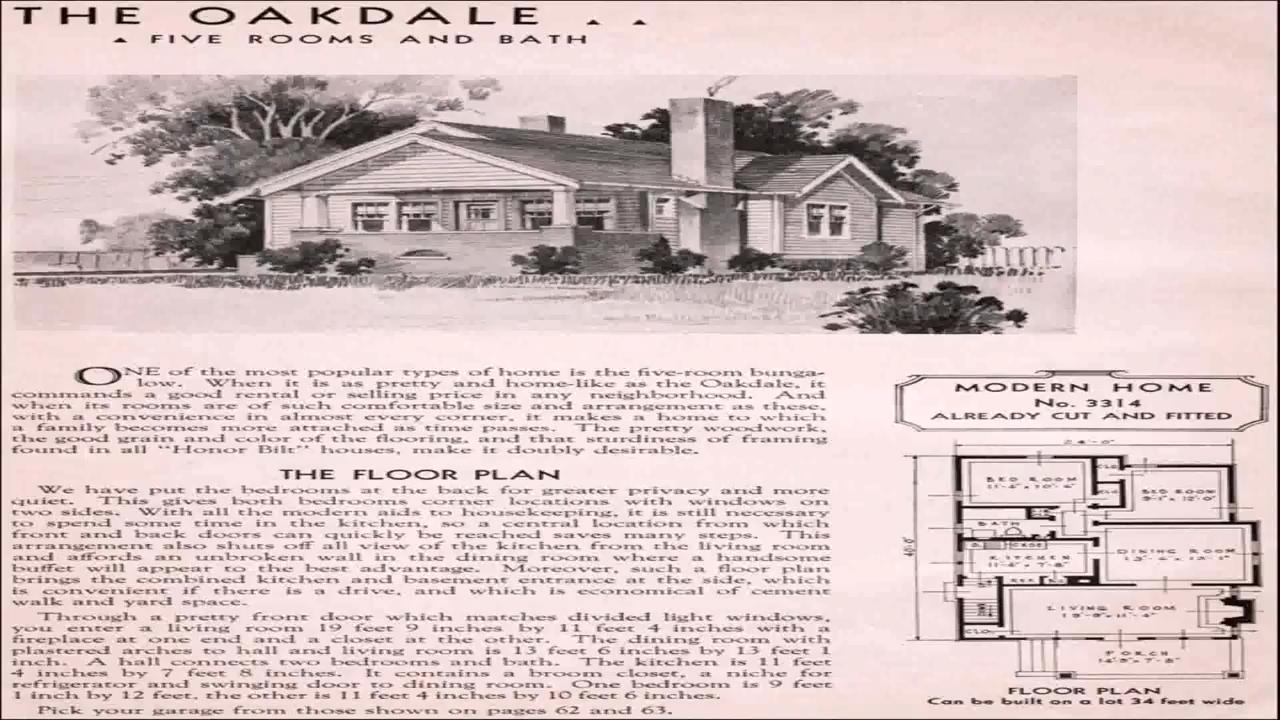 THE OAKDALE
FIVE ROOMS AND BATH
ONE of the most popular types of home is the five-room bunga-
low. When it is as pretty and home-like as the Oakdale, it
commands a good rental or selling price in any neighborhood. And
when its rooms are of such comfortable size and arrangement as these,
with a convenience in almost every corner, it makes a home to which
a family becomes more attached as time passes. The pretty woodwork,
the good grain and color of the flooring, and that sturdiness of framing
found in all "Honor Bilt" houses, make it doubly desirable.
THE FLOOR PLAN
We have put the bedrooms at the back for greater privacy and more
quiet. This gives both bedrooms corner locations with windows on
two sides. With all the modern aids to housekeeping, it is still necessary
to spend some time in the kitchen, so a central location from which
front and back doors can quickly be reached saves many steps. This
arrangement also shuts off all view of the kitchen from the living room
and affords an unbroken wall in the dining room where a handsome
buffet will appear to the best advantage. Moreover, such a floor plan
brings the combined kitchen and basement entrance at the side, which
is convenient if there is a drive, and which is economical of cement
walk and yard space.
Through a pretty front door which matches divided light windows,
you enter a living room 19 feet 9 inches by 11 feet 4 inches with a
fireplace at one end and a closet at the other. The dining room with
plastered arches to hall and living room is 13 feet 6 inches by 13 feet 1
inch. A hall connects two bedrooms and bath. The kitchen is 11 feet
4 inches by 7 feet 8 inches. It contains a broom closet, a niche for
refrigerator and swinging door to dining room. One bedroom is 9 feet
1 inch by 12 feet, the other is 11 feet 4 inches by 10 feet 6 inches.
Pick your garage from those shown on pages 62 and 63.
MODERN HOME
No. 3314
ALREADY CUT AND FITTED
BED ROOM
CLO.
BED ROOM
BATH
KITCHEN
11'-4" x 7'-8"
DINING ROOM
LIVING ROOM
CLO.
PORCH
FLOOR PLAN
Can be built on a lot 34 feet wide